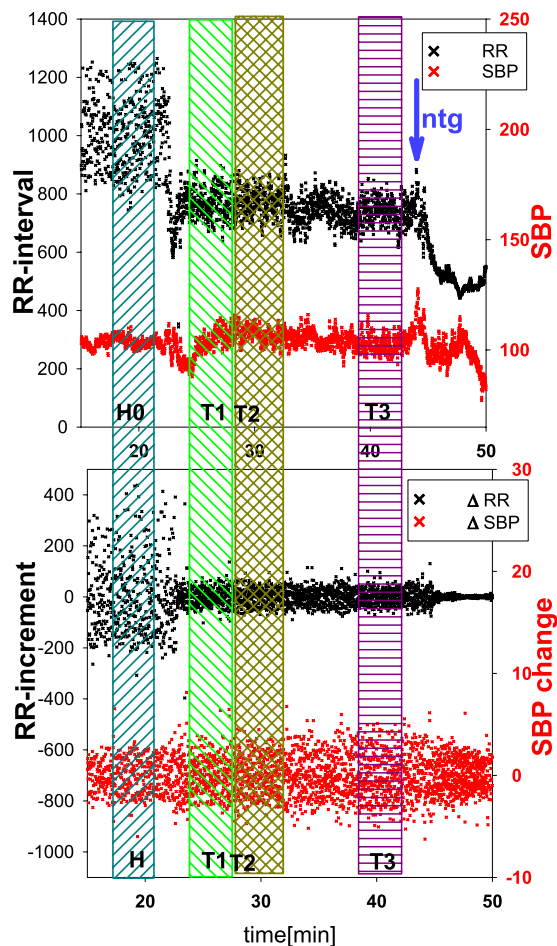 1400
1200
1000
800
600
400
200
0
RR-interval
250
200
150
100
SBP
RR
SBP
ntg
H0
T1
T2
T3
20
30
40
50
400
200
0
-200
-400
-600
-800
-1000
RR-increment
30
20
10
0
-10
SBP change
Δ RR
Δ SBP
H
T1
T2
T3
20
30
40
50
time[min]